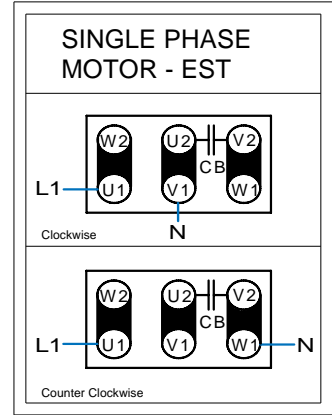 SINGLE PHASE
MOTOR - EST
W2 U2 V2
CB
L1 U1 V1 W1
Clockwise N
W2 U2 V2
CB
L1 U1 V1 W1 N
Counter Clockwise